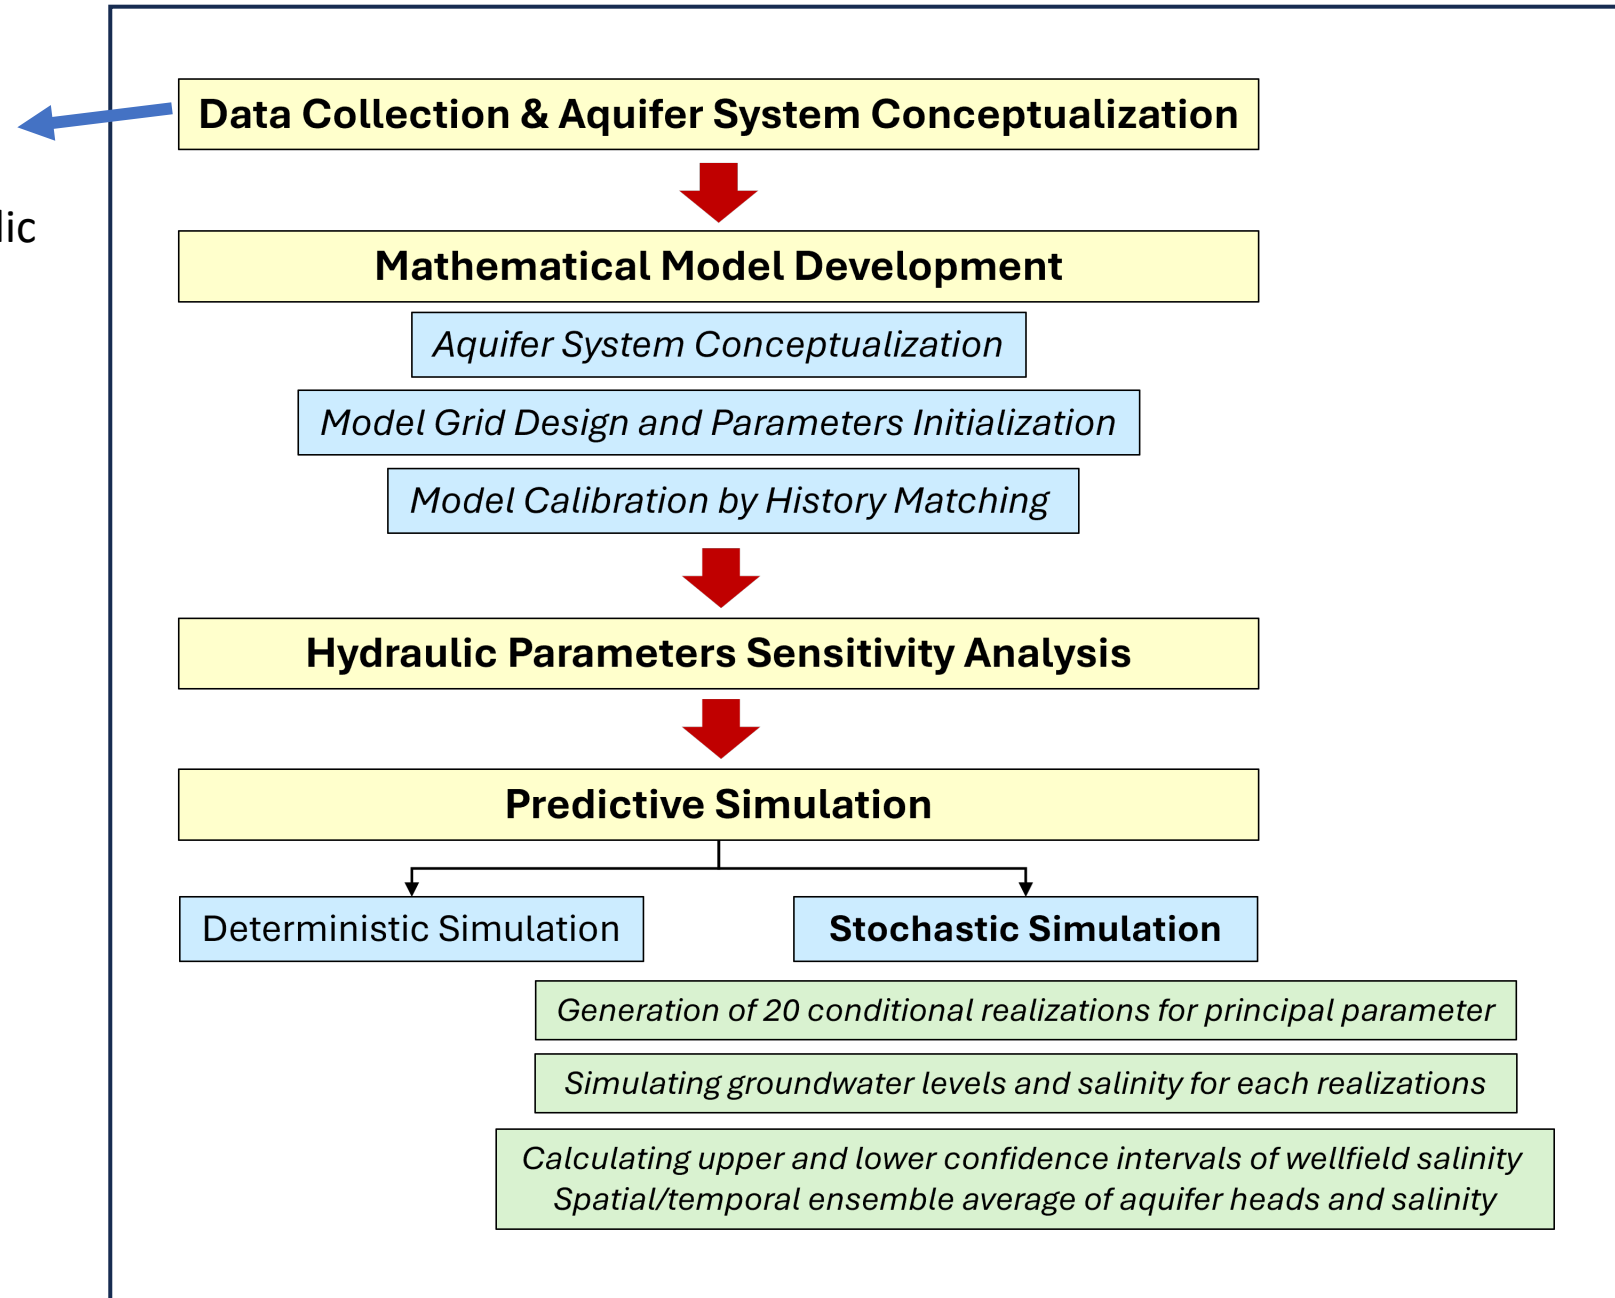 Data Collection & Aquifer System Conceptualization
Mathematical Model Development
Aquifer System Conceptualization
Model Grid Design and Parameters Initialization
Model Calibration by History Matching
Hydraulic Parameters Sensitivity Analysis
Predictive Simulation
Deterministic Simulation
Stochastic Simulation
Generation of 20 conditional realizations for principal parameter
Simulating groundwater levels and salinity for each realizations
Calculating upper and lower confidence intervals of wellfield salinity
Spatial/temporal ensemble average of aquifer heads and salinity